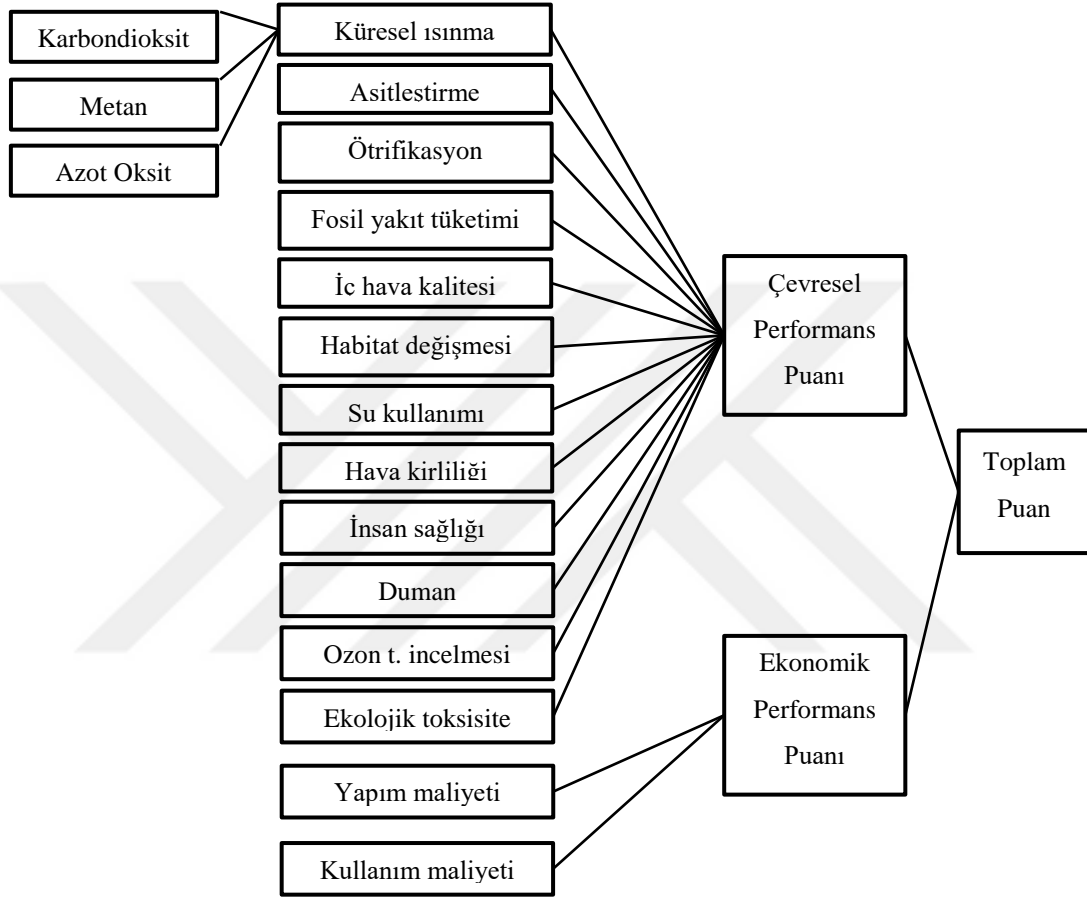 Karbondioksit
Metan
Azot Oksit
Küresel ısınma
Asitlestirme
Ötrifikasyon
Fosil yakıt tüketimi
İc hava kalitesi
Habitat değişmesi
Su kullanımı
Hava kirliliği
İnsan sağlığı
Duman
Ozon t. incelmesi
Ekolojik toksisite
Yapım maliyeti
Kullanım maliyeti
Çevresel
Performans
Puanı
Ekonomik
Performans
Puanı
Toplam
Puan